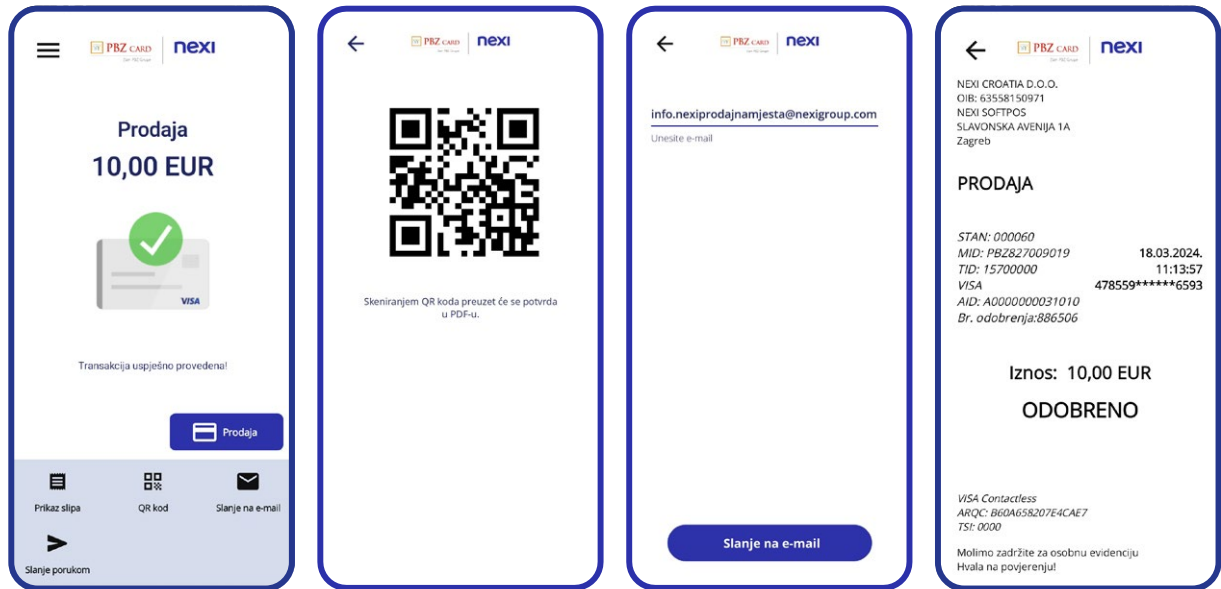 PBZ CARD
nexi
Prodaja
10,00 EUR
VISA
Transakcija uspješno provedena!
Prodaja
Prikaz slipa
QR kod
Slanje na e-mail
Slanje porukom
PBZ CARD
nexi
Skeniranjem QR koda preuzet će se potvrda
u PDF-u.
PBZ CARD
nexi
info.nexiprodajnamjesta@nexigroup.com
Unesite e-mail
Slanje na e-mail
PBZ CARD
nexi
NEXI CROATIA D.O.O.
OIB: 63558150971
NEXI SOFTPOS
SLAVONSKA AVENIJA 1A
Zagreb
PRODAJA
STAN: 000060
MID: PBZ827009019 18.03.2024.
TID: 15700000 11:13:57
VISA 478559******6593
AID: A0000000031010
Br. odobrenja:886506
Iznos: 10,00 EUR
ODOBRENO
VISA Contactless
ARQC: B60A658207E4CAE7
TSI: 0000
Molimo zadržite za osobnu evidenciju
Hvala na povjerenju!